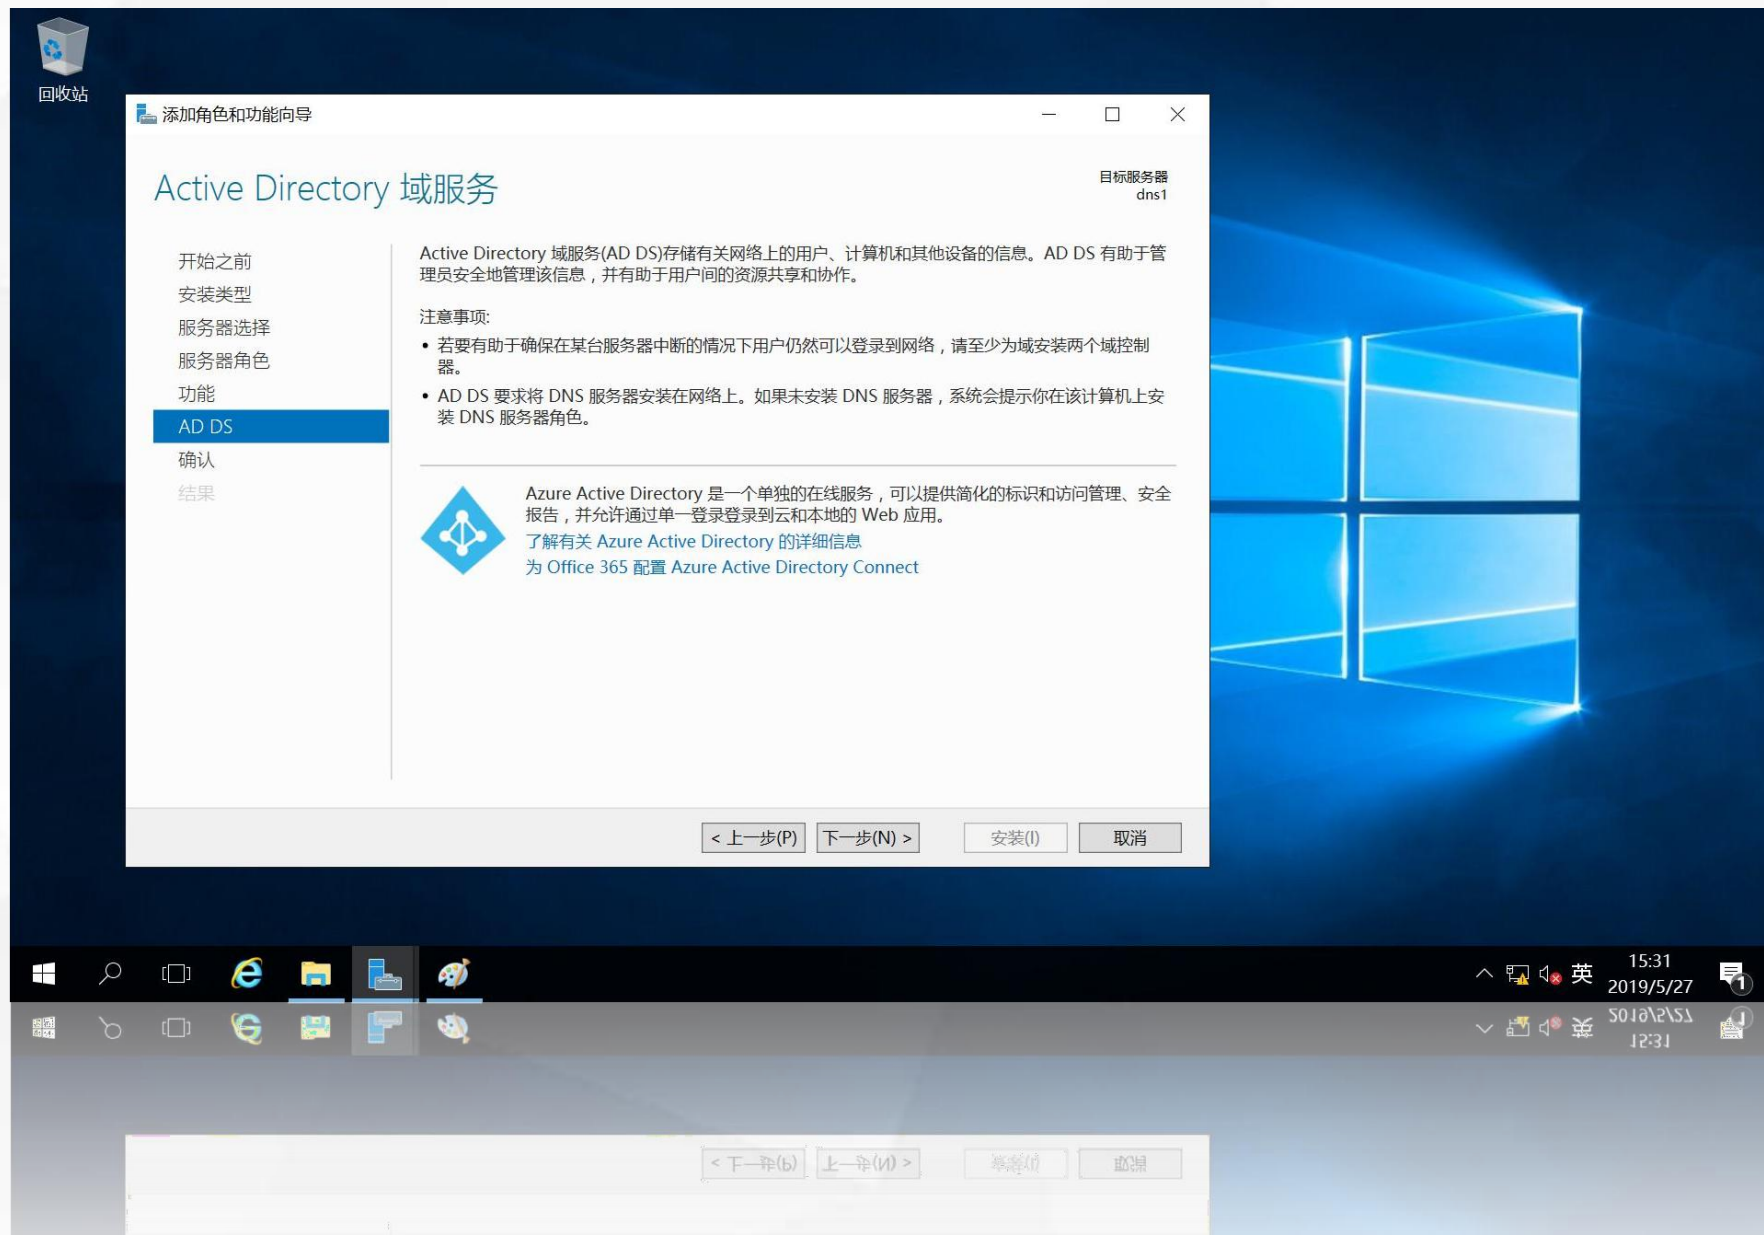 回收站
添加角色和功能向导
Active Directory 域服务
目标服务器
dns1
开始之前
安装类型
服务器选择
服务器角色
功能
AD DS
确认
结果
Active Directory 域服务(AD DS)存储有关网络上的用户、计算机和其他设备的信息。AD DS 有助于管
理员安全地管理该信息，并有助于用户间的资源共享和协作。
注意事项:
• 若要有助于确保在某台服务器中断的情况下用户仍然可以登录到网络，请至少为域安装两个域控制
器。
• AD DS 要求将 DNS 服务器安装在网络上。如果未安装 DNS 服务器，系统会提示你在该计算机上安
装 DNS 服务器角色。
Azure Active Directory 是一个单独的在线服务，可以提供简化的标识和访问管理、安全
报告，并允许通过单一登录登录到云和本地的 Web 应用。
了解有关 Azure Active Directory 的详细信息
为 Office 365 配置 Azure Active Directory Connect
< 上一步(P)
下一步(N) >
安装(I)
取消
英
15:31
2019/5/27
1